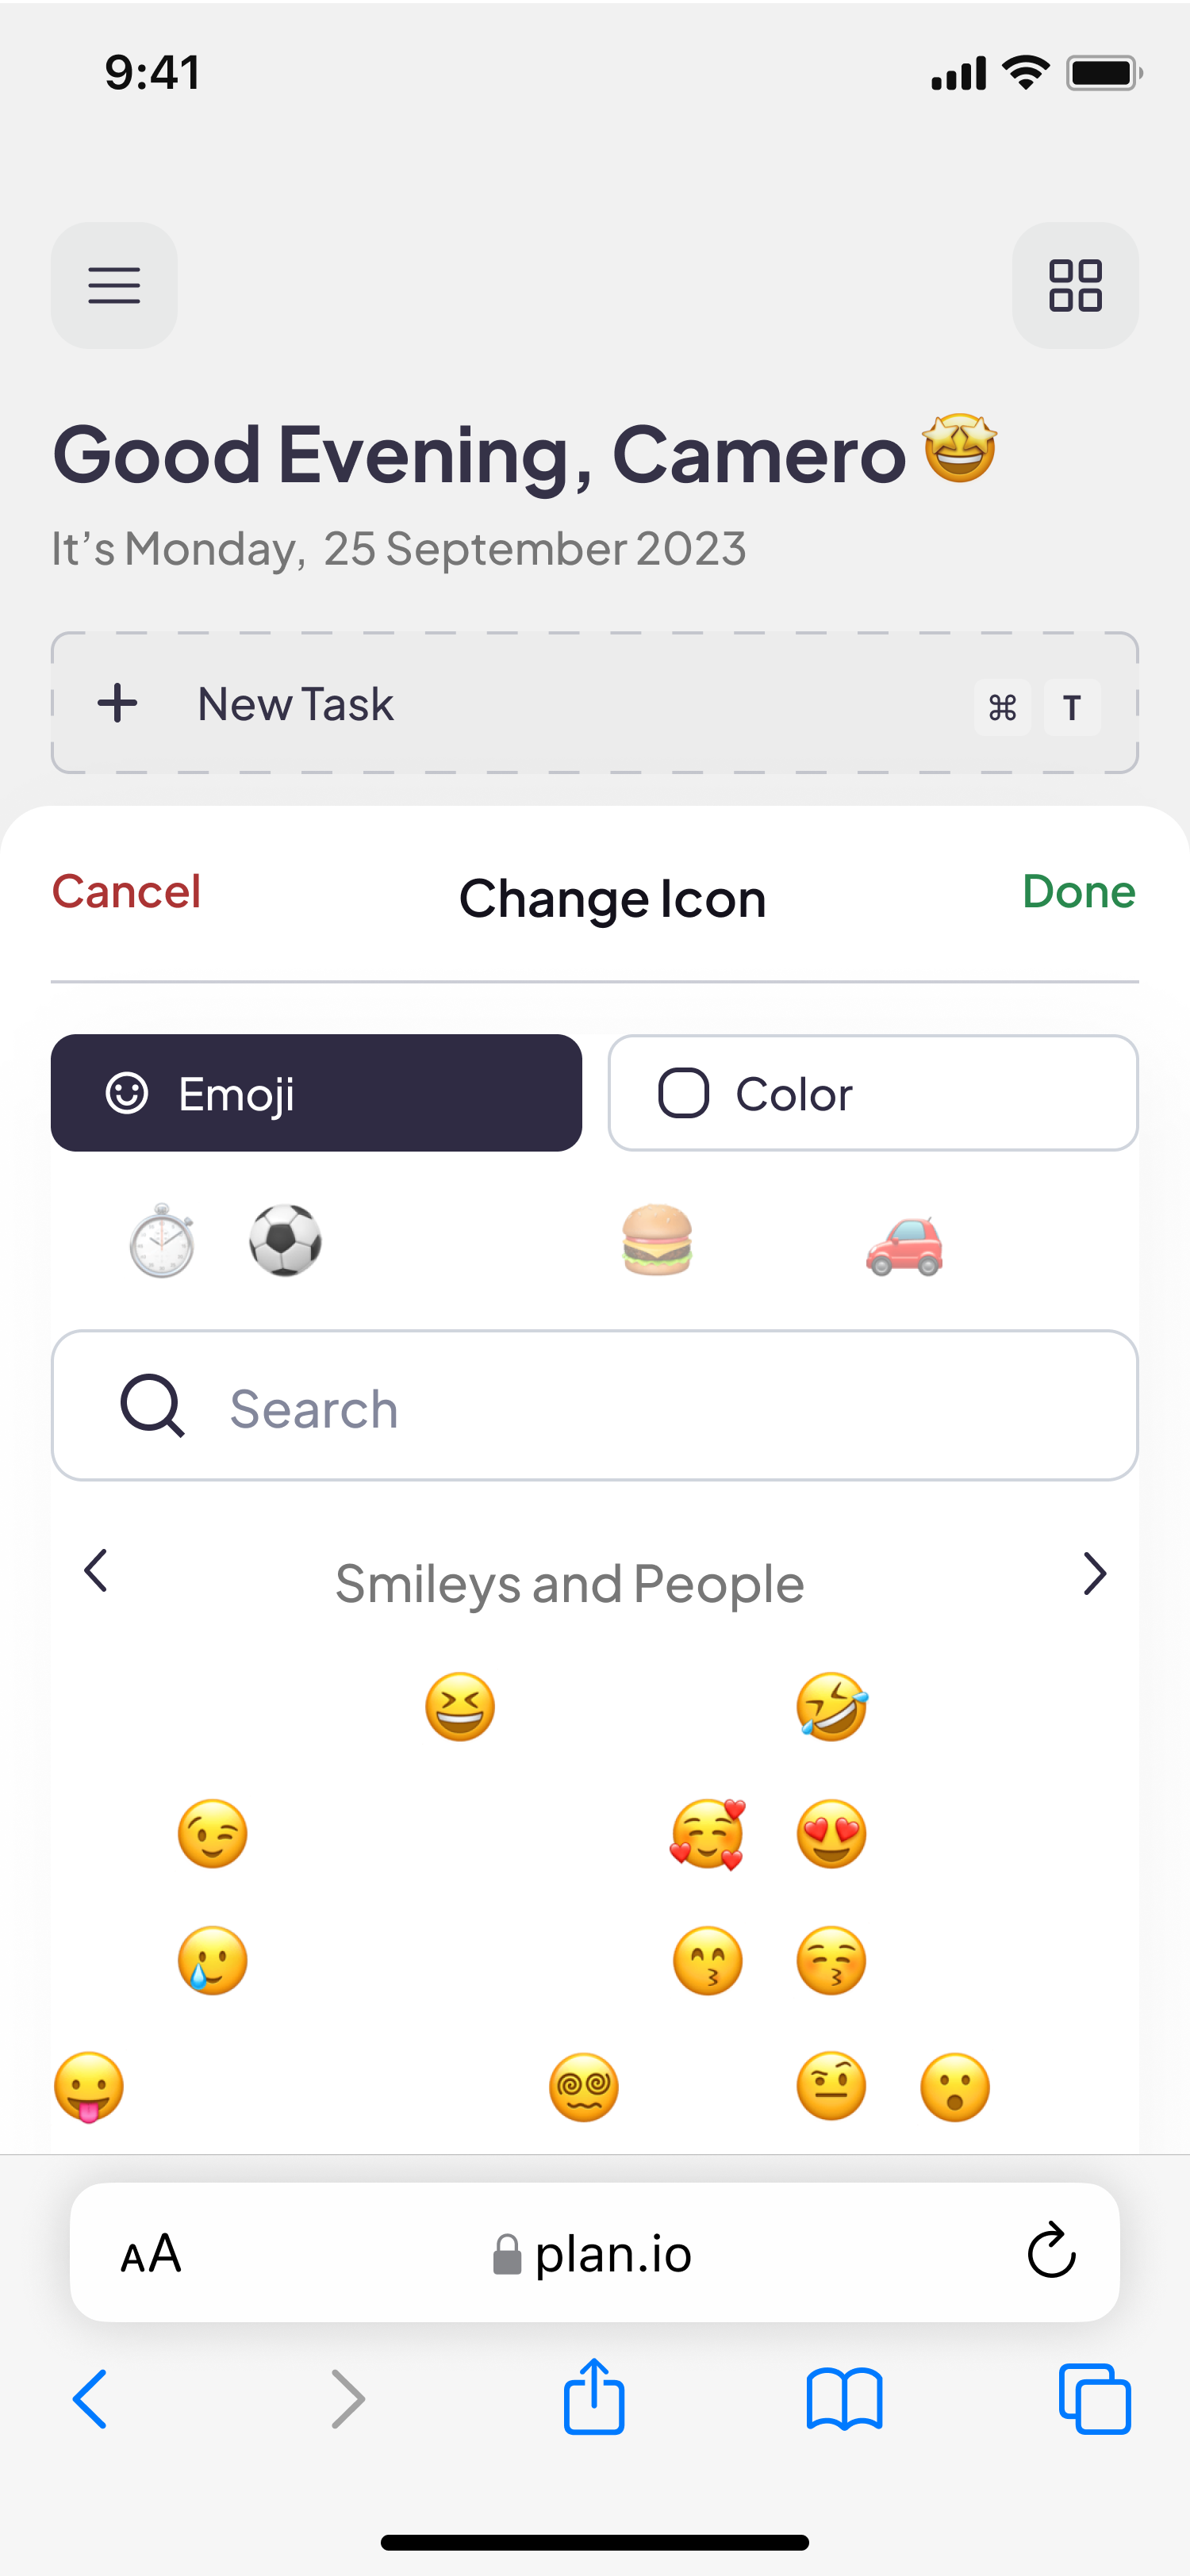 9:41
Good Evening, Camero 🤩
It’s Monday, 25 September 2023
New Task ⌘ T
Cancel Change Icon Done
Emoji Color
Search
Smileys and People
AA plan.io